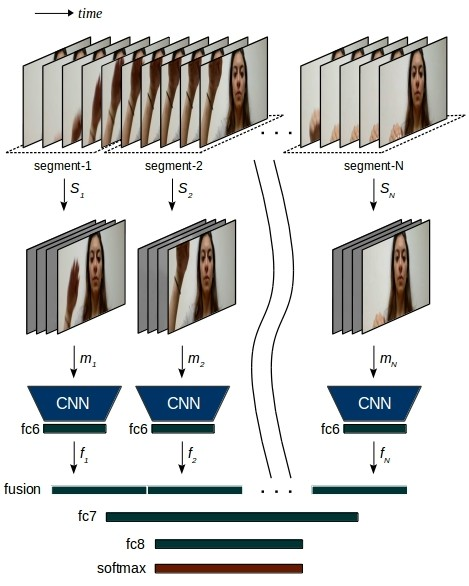 time
. . .
segment-1 segment-2 segment-N
S1 S2 SN
m1 m2 mN
CNN CNN CNN
fc6 fc6 fc6
f1 f2 fN
fusion . . .
fc7
fc8
softmax